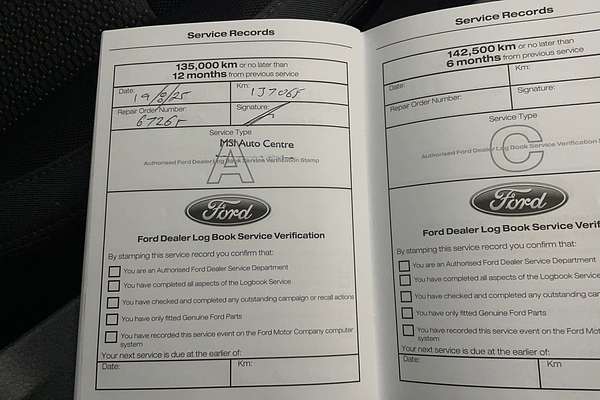 Service Records
135,000 km or no later than
12 months from previous service
Date: 19/8/25
Km: 137065
Repair Order Number: 67265
Signature:
Service Type
MSI Auto Centre
A
Authorised Ford Dealer Log Book Service Verification Stamp
Ford
Ford Dealer Log Book Service Verification
By stamping this service record you confirm that:
You are an Authorised Ford Dealer Service Department
You have completed all aspects of the Logbook Service
You have checked and completed any outstanding campaign or recall actions
You have only fitted Genuine Ford Parts
You have recorded this service event on the Ford Motor Company computer
system
Your next service is due at the earlier of:
Date:
Km:
Service Records
142,500 km or no later than
6 months from previous service
Date:
Km:
Repair Order Number:
Signature:
Service Type
C
Authorised Ford Dealer Log Book Service Verification S
Ford
Ford Dealer Log Book Service Verific
By stamping this service record you confirm that:
You are an Authorised Ford Dealer Service Department
You have completed all aspects of the Logbook Servic
You have checked and completed any outstanding car
You have only fitted Genuine Ford Parts
You have recorded this service event on the Ford Mot
system
Your next service is due at the earlier of:
Date:
Km: